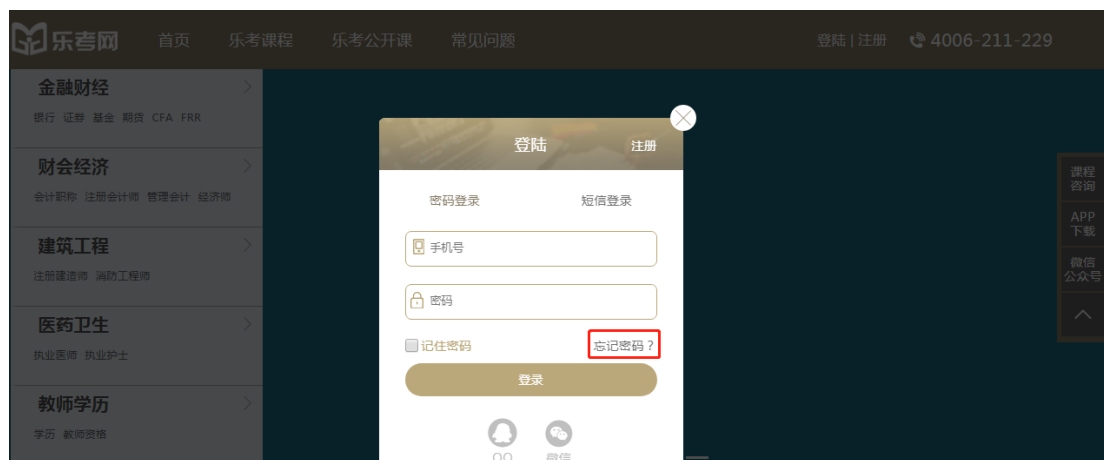 乐考网 首页 乐考课程 乐考公开课 常见问题 登陆 | 注册 4006-211-229
金融财经
银行 证券 基金 期货 CFA FRR
财会经济
会计职称 注册会计师 管理会计 经济师
建筑工程
注册建造师 消防工程师
医药卫生
执业医师 执业护士
教师学历
学历 教师资格
登陆 注册
密码登录 短信登录
手机号
密码
记住密码 忘记密码？
登录
QQ 微信
课程
咨询
APP
下载
微信
公众号